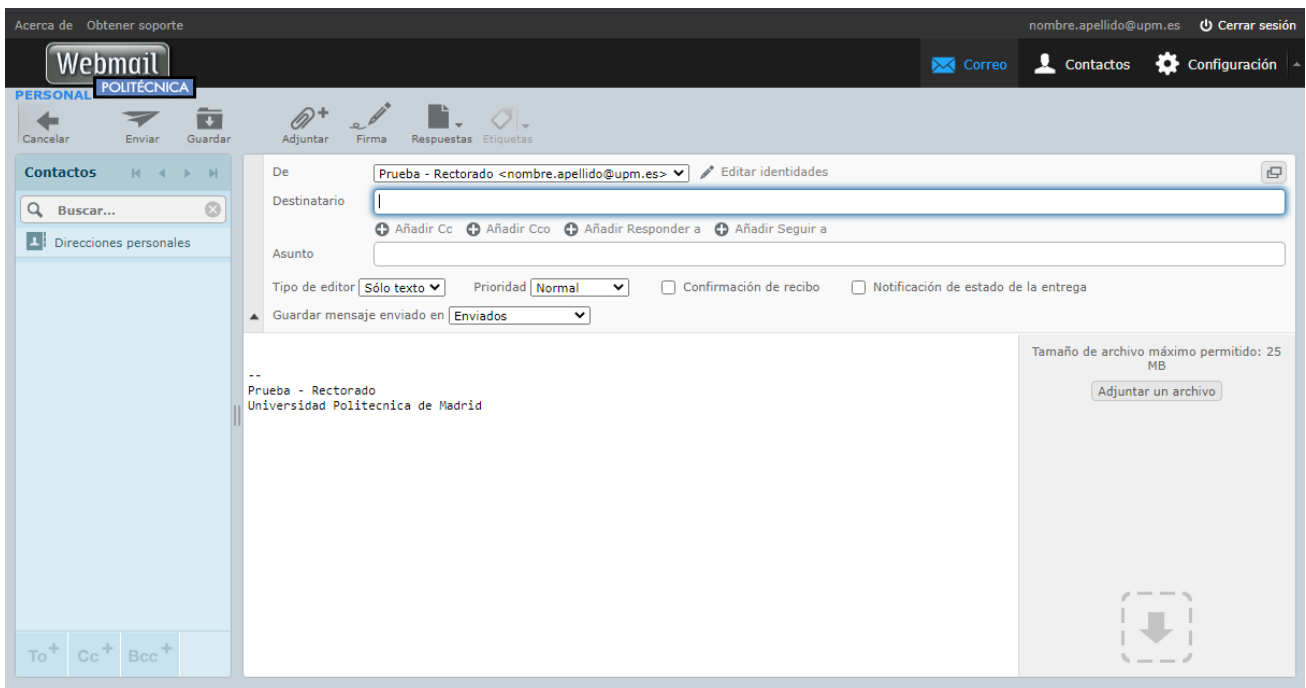 Acerca de Obtener soporte nombre.apellido@upm.es Cerrar sesión
Webmail
POLITÉCNICA
PERSONAL
Correo Contactos Configuración
Cancelar Enviar Guardar Adjuntar Firma Respuestas Etiquetas
Contactos
Buscar...
Direcciones personales
De Prueba - Rectorado <nombre.apellido@upm.es> Editar identidades
Destinatario
Añadir Cc Añadir Cco Añadir Responder a Añadir Seguir a
Asunto
Tipo de editor Sólo texto Prioridad Normal Confirmación de recibo Notificación de estado de la entrega
Guardar mensaje enviado en Enviados
--
Prueba - Rectorado
Universidad Politecnica de Madrid
Tamaño de archivo máximo permitido: 25
MB
Adjuntar un archivo
To+ Cc+ Bcc+